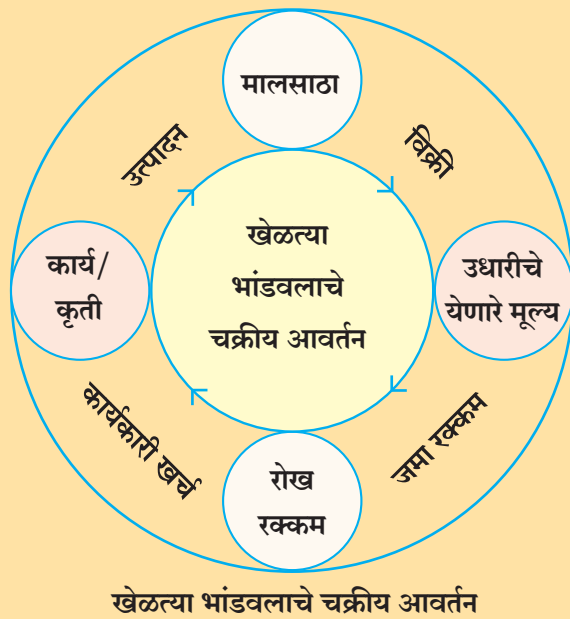 मालसाठा
उत्पादन
विक्री
कार्य/
कृती
खेळत्या
भांडवलाचे
चक्रीय आवर्तन
उधारीचे
येणारे मूल्य
कार्यकारी खर्च
जमा रक्कम
रोख
रक्कम
खेळत्या भांडवलाचे चक्रीय आवर्तन